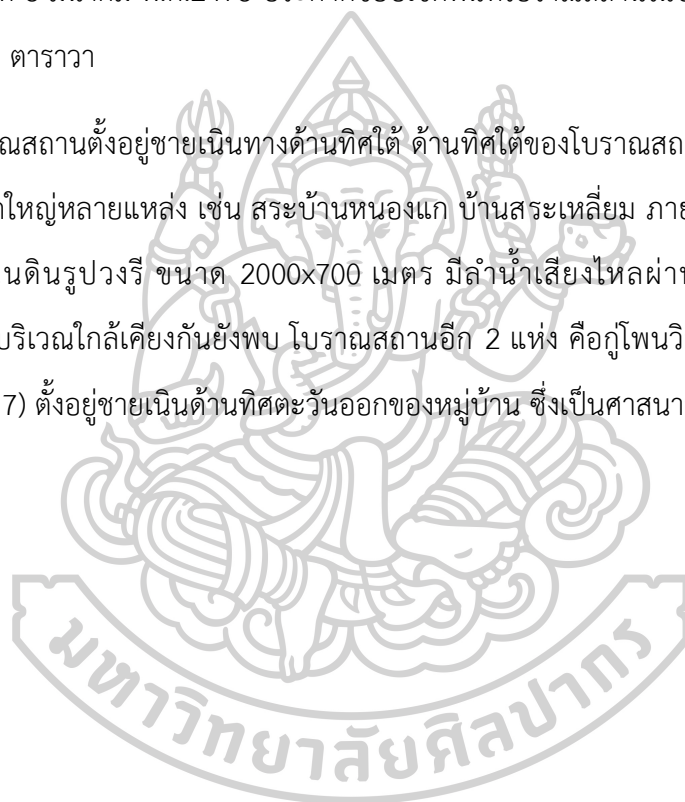 ตาราวา
ณสถานตั้งอยู่ชายเนินทางด้านทิศใต้ ด้านทิศใต้ของโบราณสถ
ใหญ่หลายแหล่ง เช่น สระบ้านหนองแก บ้านสระเหลี่ยม ภาย
นดินรูปวงรี ขนาด 2000x700 เมตร มีลำน้ำเสียงไหลผ่าน
บริเวณใกล้เคียงกันยังพบ โบราณสถานอีก 2 แห่ง คือกู่โพนวิ
7) ตั้งอยู่ชายเนินด้านทิศตะวันออกของหมู่บ้าน ซึ่งเป็นศาสนา
มหาวิทยาลัยศิลปากร